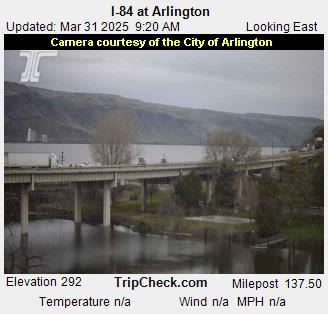 I-84 at Arlington
Updated: Mar 31 2025 9:20 AM Looking East
Camera courtesy of the City of Arlington
Elevation 292 TripCheck.com Milepost 137.50
Temperature n/a Wind n/a MPH n/a